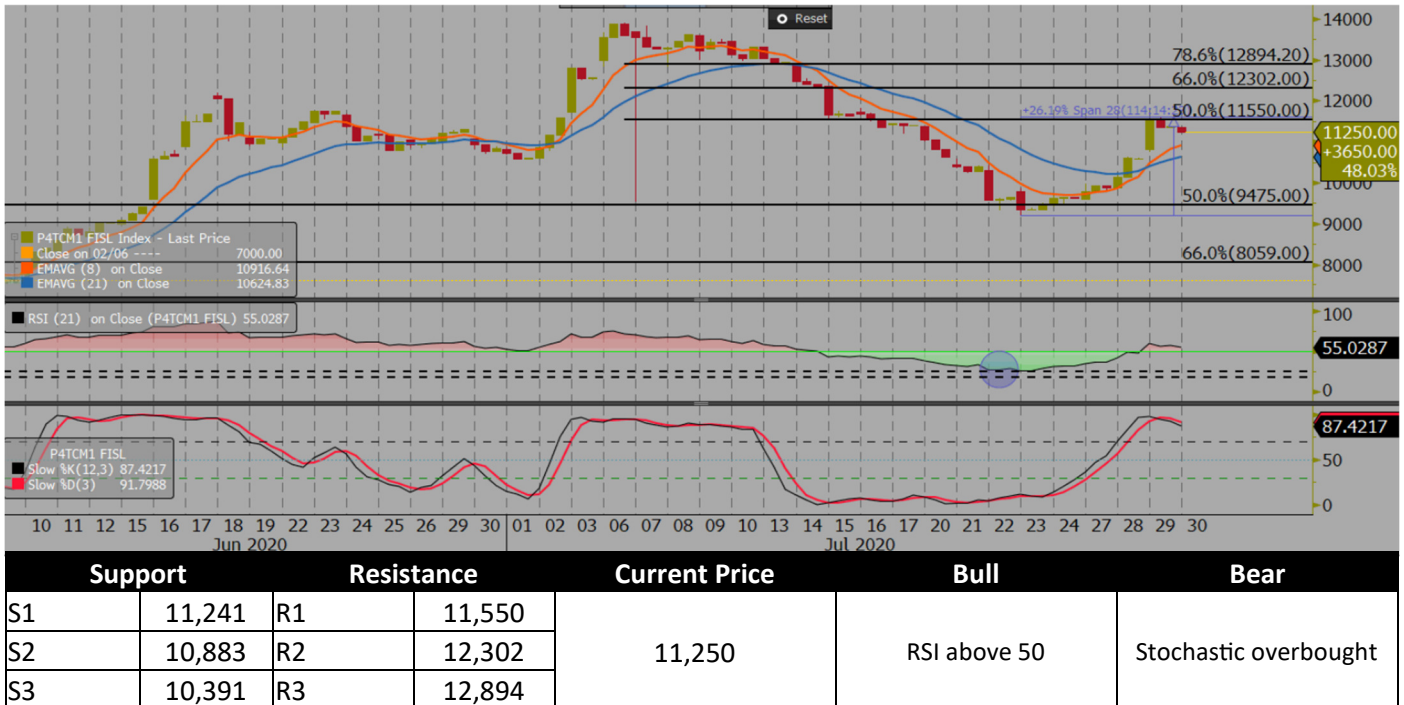 Reset
14000
78.6%(12894.20)
13000
66.0%(12302.00)
12000
+26.19% Span 28(114:14:
50.0%(11550.00)
11250.00
+3650.00
48.03%
10000
50.0%(9475.00)
9000
66.0%(8059.00)
8000
P4TCM1 FISL Index - Last Price
Close on 02/06 ---- 7000.00
EMAVG (8) on Close 10916.64
EMAVG (21) on Close 10624.83
RSI (21) on Close (P4TCM1 FISL) 55.0287
100
55.0287
0
P4TCM1 FISL
Slow %K(12,3) 87.4217
Slow %D(3) 91.7988
87.4217
50
0
10 11 12 15 16 17 18 19 22 23 24 25 26 29 30 01 02 03 06 07 08 09 10 13 14 15 16 17 20 21 22 23 24 27 28 29 30
Jun 2020 Jul 2020
Support Resistance Current Price Bull Bear
S1 11,241 R1 11,550
S2 10,883 R2 12,302 11,250 RSI above 50 Stochastic overbought
S3 10,391 R3 12,894